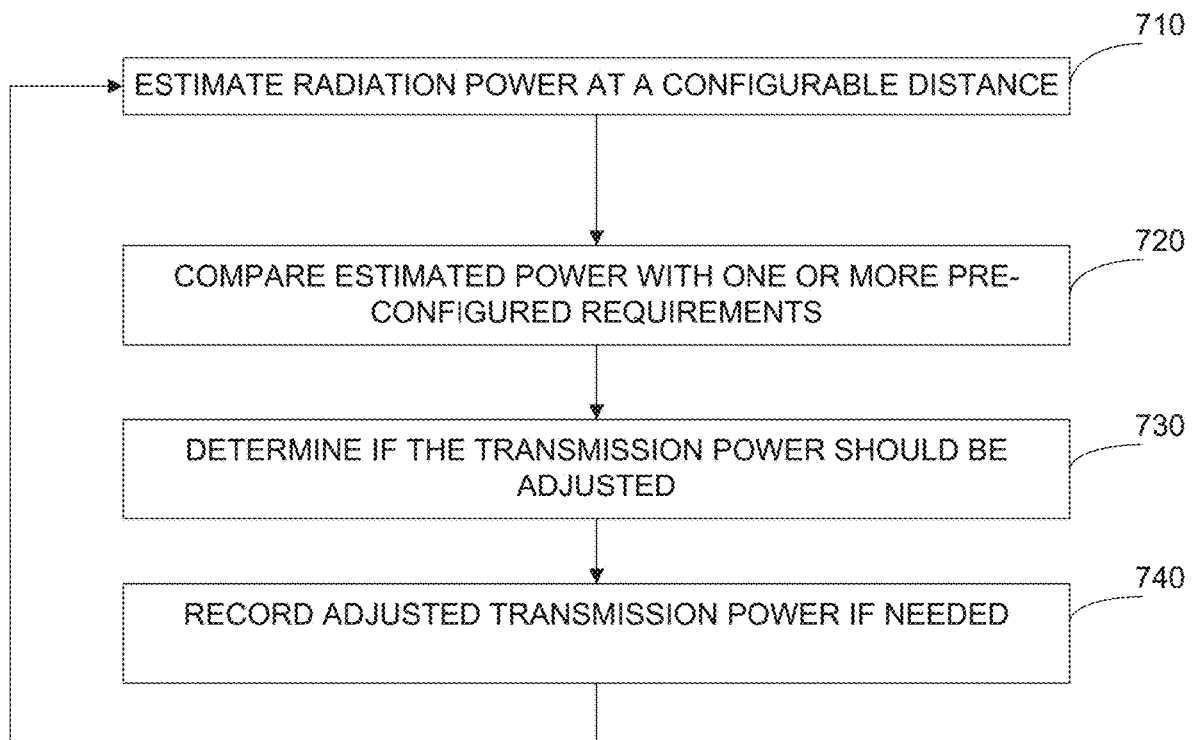 710
ESTIMATE RADIATION POWER AT A CONFIGURABLE DISTANCE
720
COMPARE ESTIMATED POWER WITH ONE OR MORE PRE-
CONFIGURED REQUIREMENTS
730
DETERMINE IF THE TRANSMISSION POWER SHOULD BE
ADJUSTED
740
RECORD ADJUSTED TRANSMISSION POWER IF NEEDED